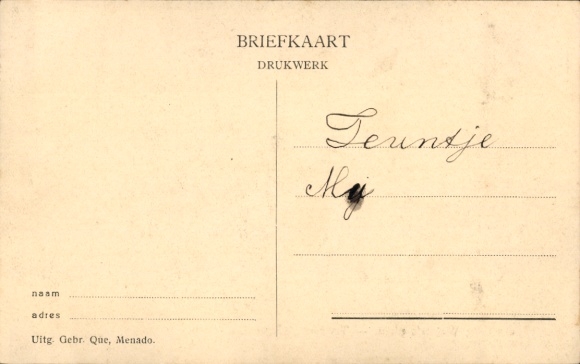 BRIEFKAART
DRUKWERK
Teuntje
naam
adres
Uitg. Gebr. Que, Menado.